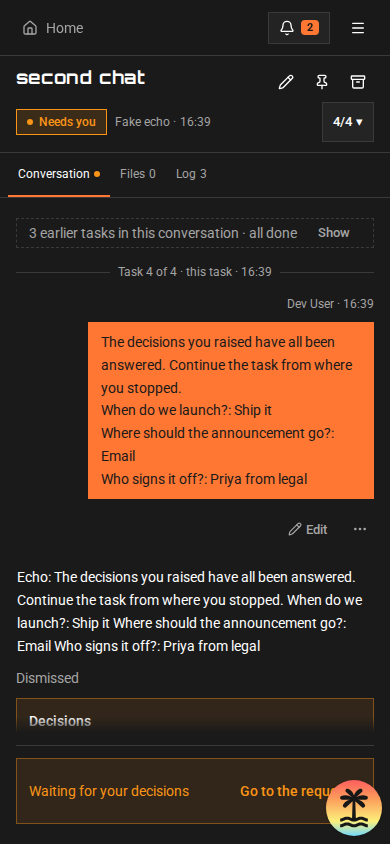 Home
2
second chat
Needs you
Fake echo · 16:39
4/4 ▾
Conversation
Files 0
Log 3
3 earlier tasks in this conversation · all done
Show
Task 4 of 4 · this task · 16:39
Dev User · 16:39
The decisions you raised have all been
answered. Continue the task from where
you stopped.
When do we launch?: Ship it
Where should the announcement go?:
Email
Who signs it off?: Priya from legal
Edit
Echo: The decisions you raised have all been answered.
Continue the task from where you stopped. When do we
launch?: Ship it Where should the announcement go?:
Email Who signs it off?: Priya from legal
Dismissed
Decisions
Waiting for your decisions
Go to the